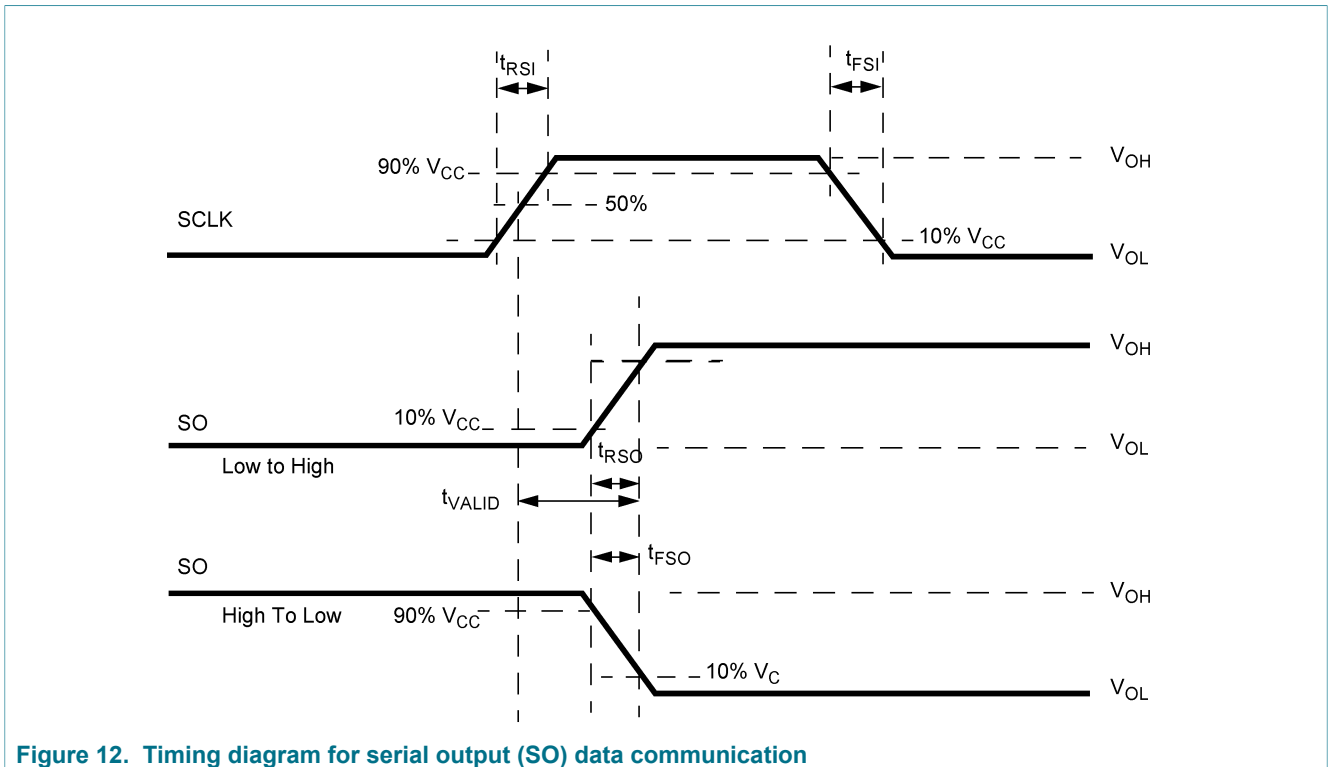 tRSI
tFSI
90% VCC
VOH
50%
SCLK
10% VCC
VOL
VOH
SO
10% VCC
VOL
Low to High
tRSO
tVALID
SO
tFSO
VOH
High To Low
90% VCC
10% VC
VOL
Figure 12. Timing diagram for serial output (SO) data communication